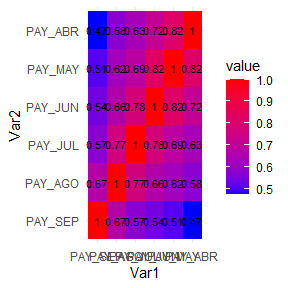 PAY_ABR 0.47 0.58 0.63 0.72 0.82 1
PAY_MAY 0.51 0.62 0.69 0.82 1 0.82
PAY_JUN 0.54 0.66 0.78 1 0.82 0.72
PAY_JUL 0.57 0.77 1 0.78 0.69 0.63
PAY_AGO 0.67 1 0.77 0.66 0.62 0.58
PAY_SEP 1 0.67 0.57 0.54 0.51 0.47
Var2
Var1
value
1.0
0.9
0.8
0.7
0.6
0.5